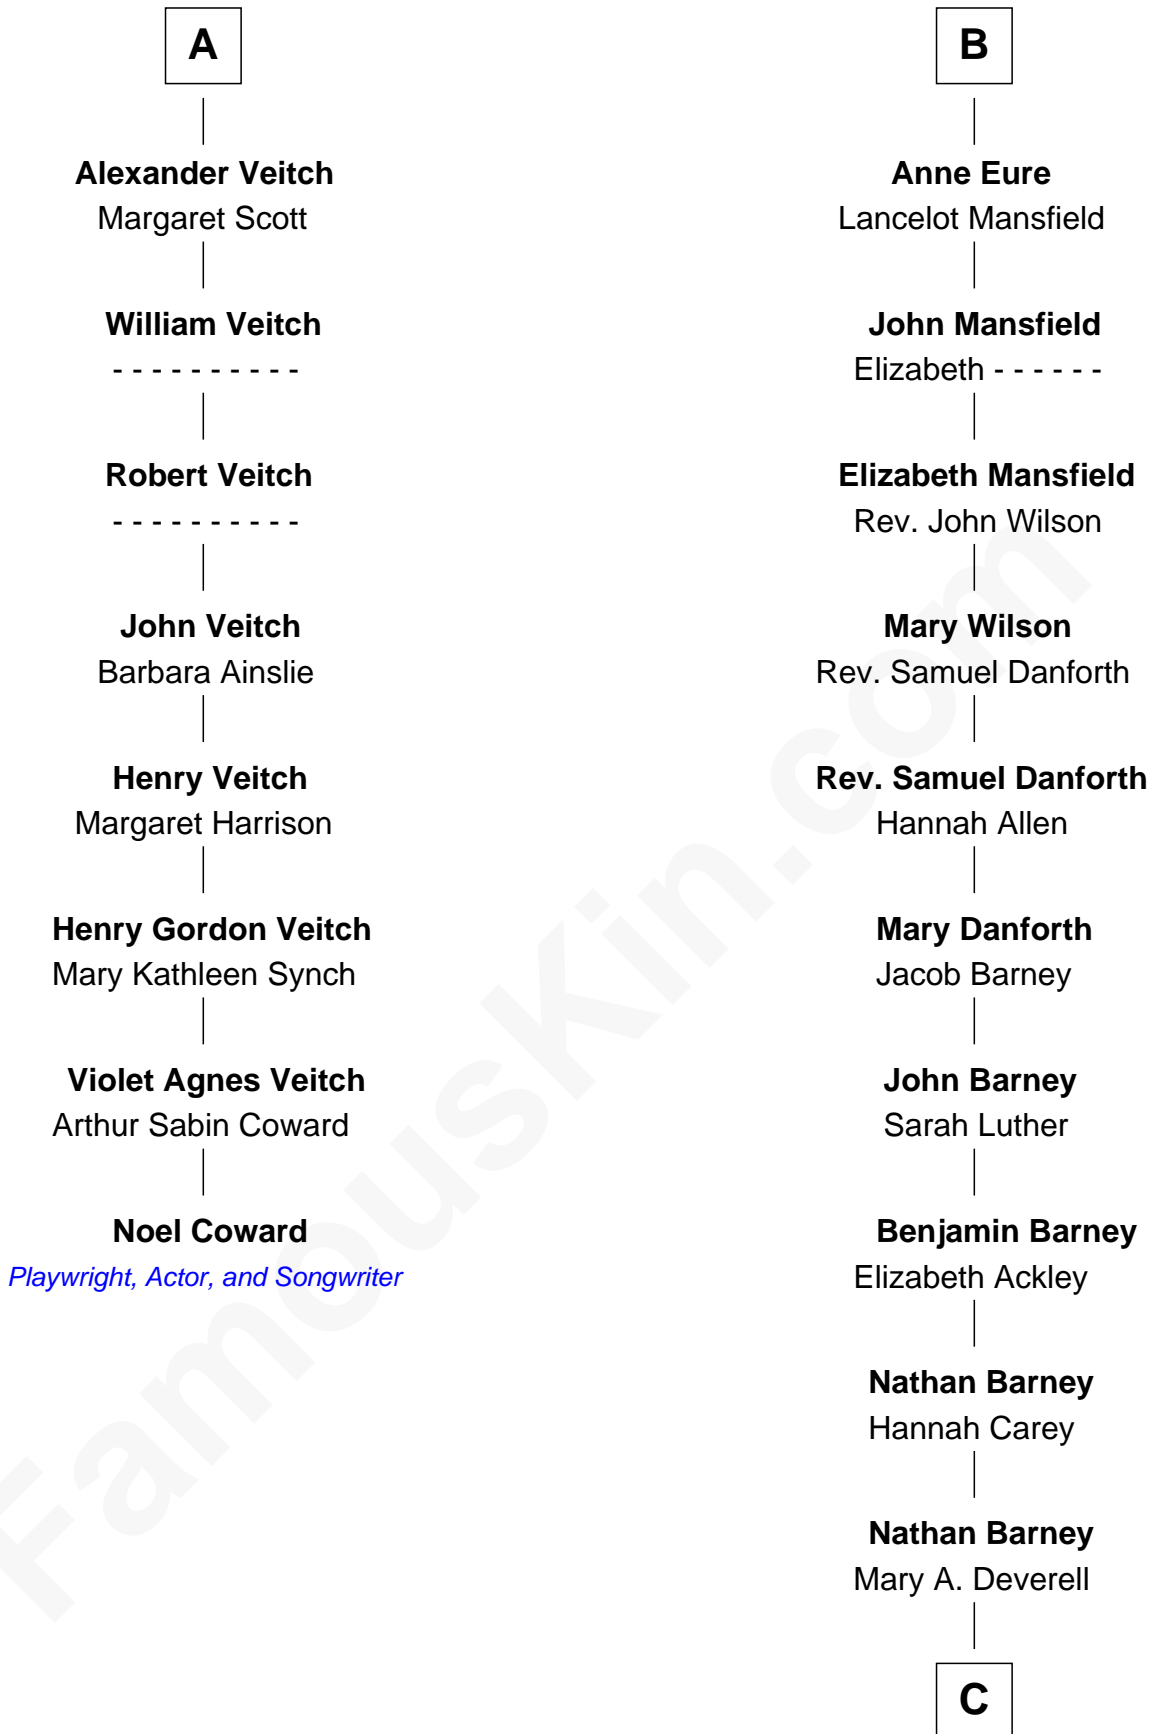 A
Alexander Veitch
Margaret Scott
William Veitch
- - - - - - - - - -
Robert Veitch
- - - - - - - - - -
John Veitch
Barbara Ainslie
Henry Veitch
Margaret Harrison
Henry Gordon Veitch
Mary Kathleen Synch
Violet Agnes Veitch
Arthur Sabin Coward
Noel Coward
Playwright, Actor, and Songwriter
B
Anne Eure
Lancelot Mansfield
John Mansfield
Elizabeth - - - - - -
Elizabeth Mansfield
Rev. John Wilson
Mary Wilson
Rev. Samuel Danforth
Rev. Samuel Danforth
Hannah Allen
Mary Danforth
Jacob Barney
John Barney
Sarah Luther
Benjamin Barney
Elizabeth Ackley
Nathan Barney
Hannah Carey
Nathan Barney
Mary A. Deverell
C
FamousKin.com